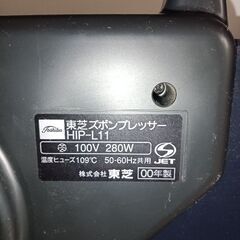 Toshiba
東芝ズボンプレッサー
HIP-L11
100V 280W
温度ヒューズ109℃ 50-60Hz共用
S JET
株式会社 東芝 00年製